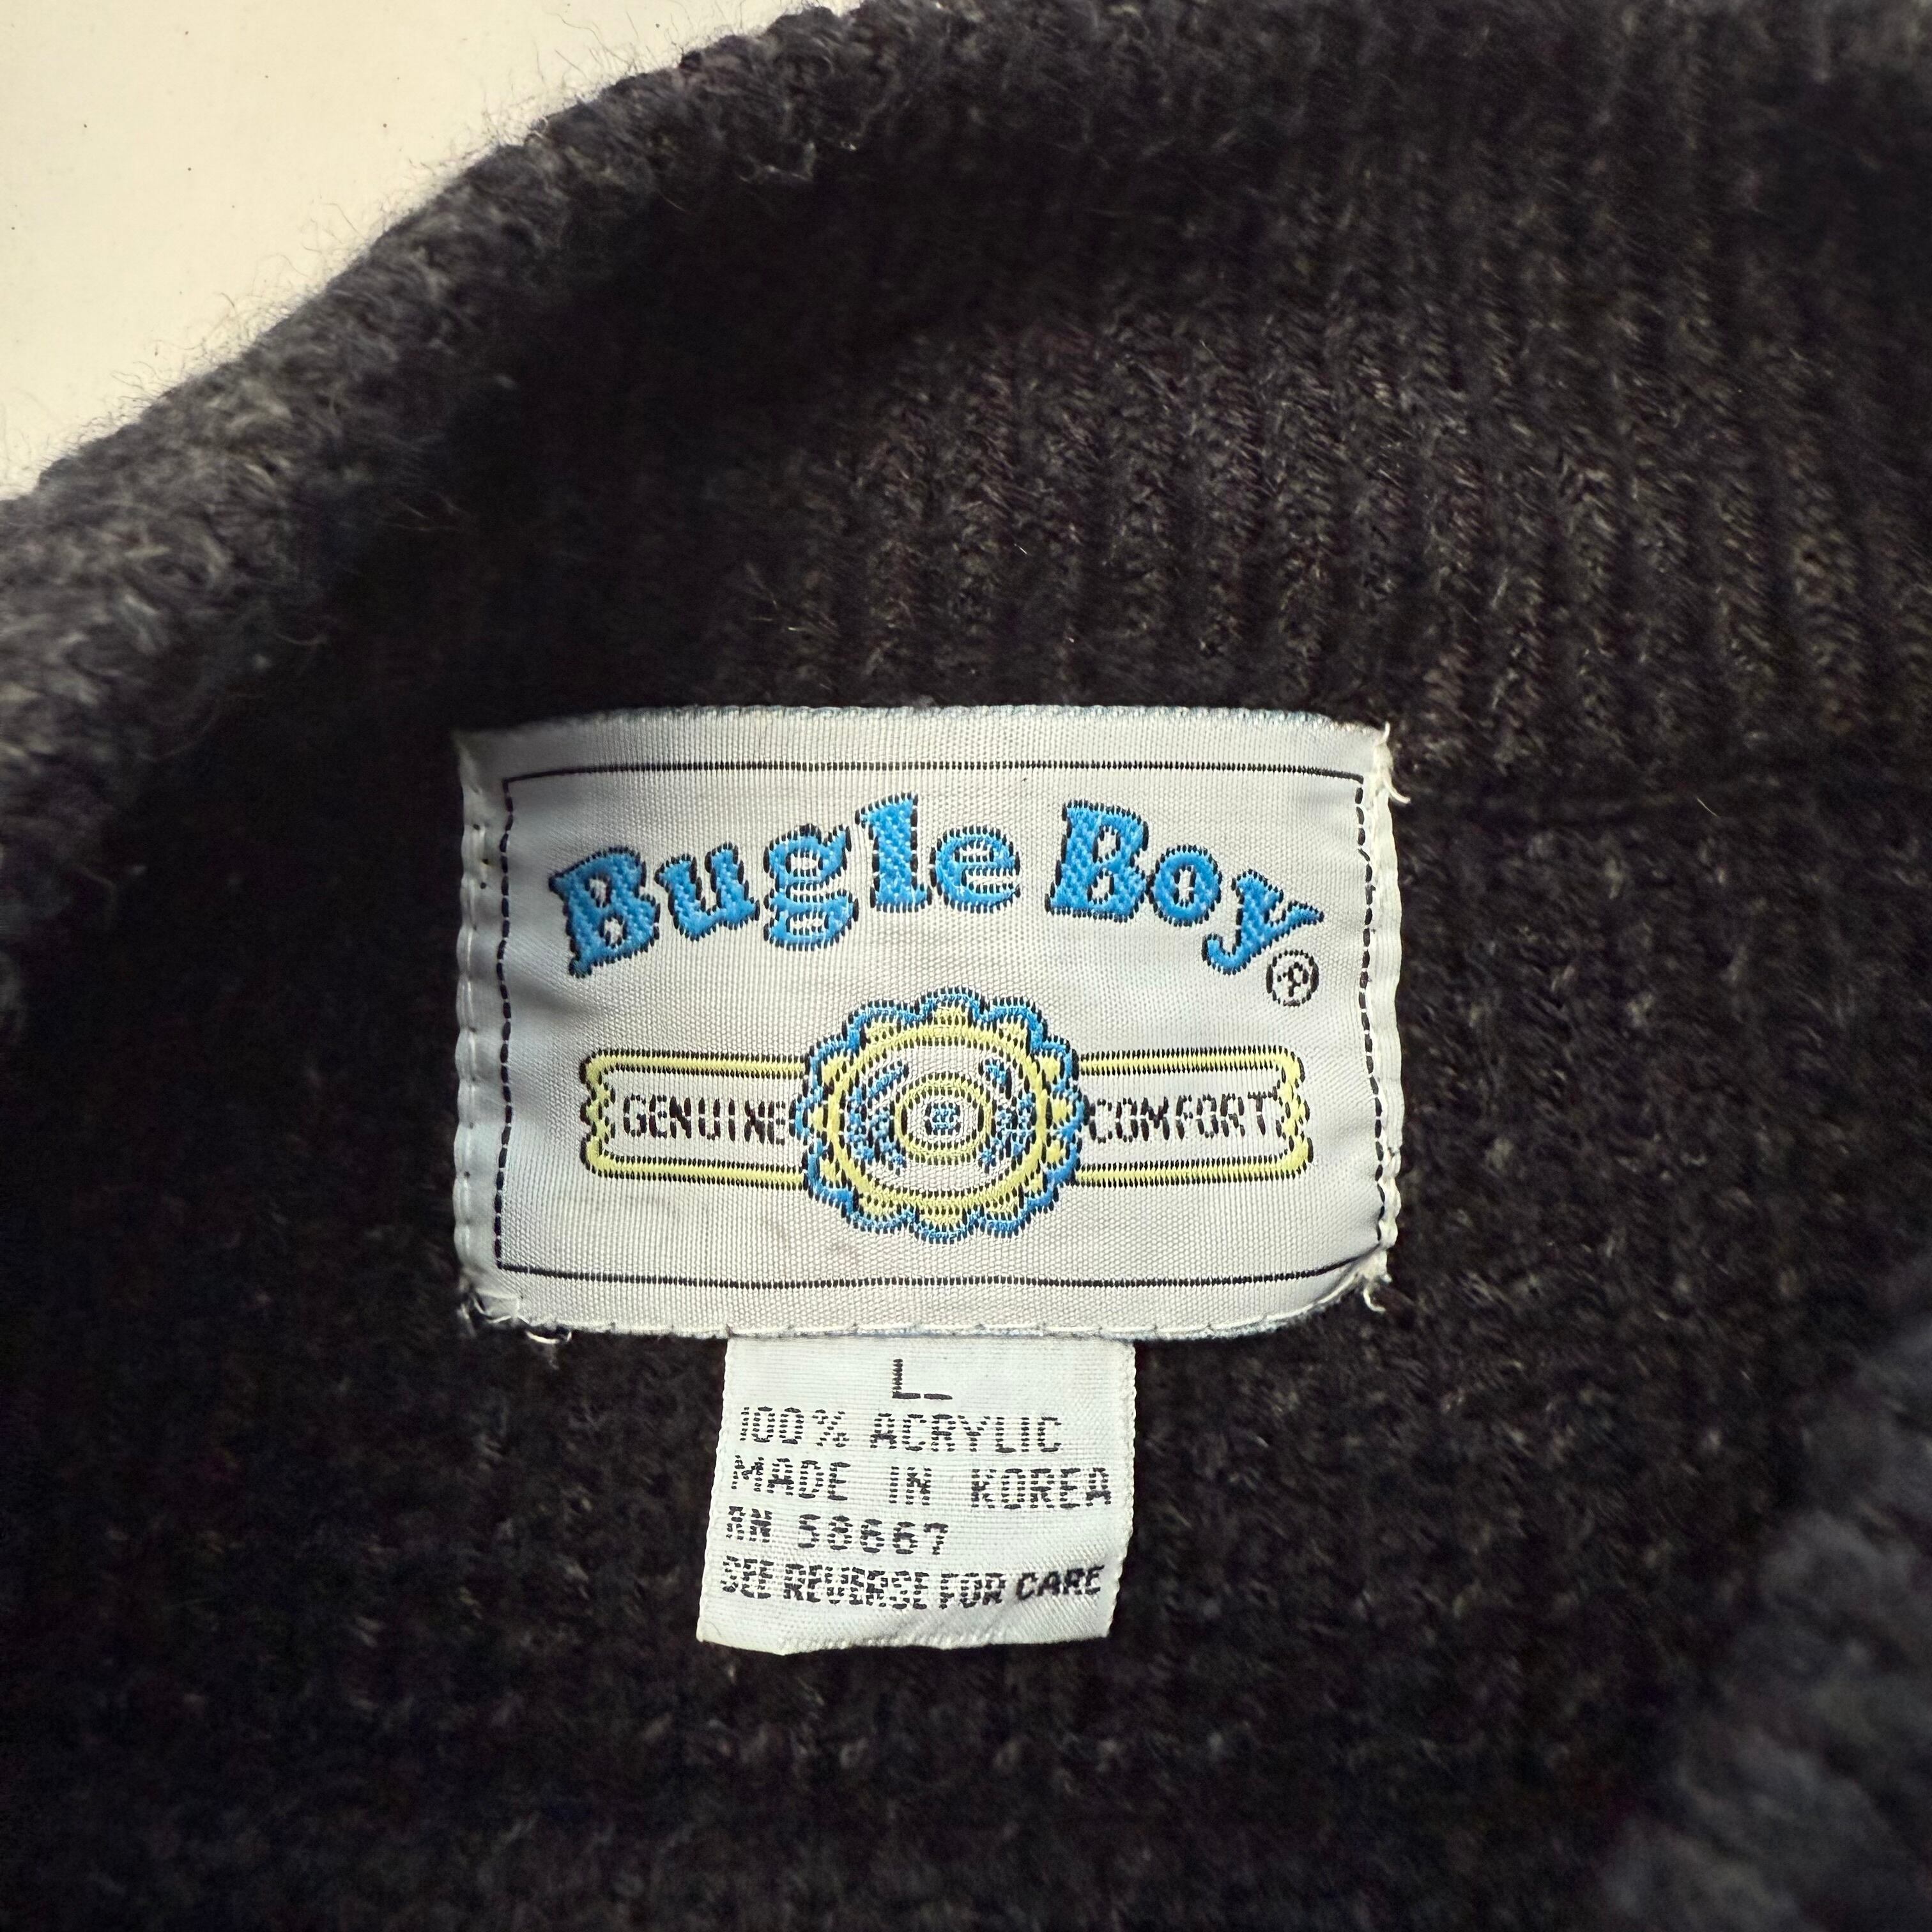 Bugle Boy®
GENUINE COMFORT
L
100% ACRYLIC
MADE IN KOREA
RN 58667
SEE REVERSE FOR CARE